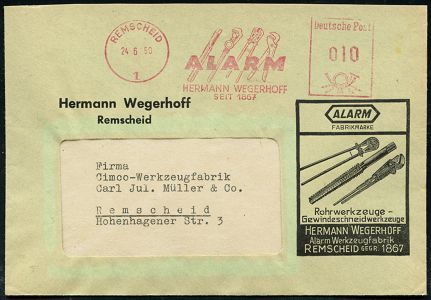 REMSCHEID
24.6.50
1
ALARM
HERMANN WEGERHOFF
SEIT 1867
Deutsche Post
010
Hermann Wegerhoff
Remscheid
Firma
Cimco-Werkzeugfabrik
Carl Jul. Müller & Co.
Remscheid
Hohenhagener Str. 3
ALARM
FABRIKMARKE
Rohrwerkzeuge-
Gewindeschneidwerkzeuge
HERMANN WEGERHOFF
Alarm Werkzeugfabrik
REMSCHEID GEGR. 1867